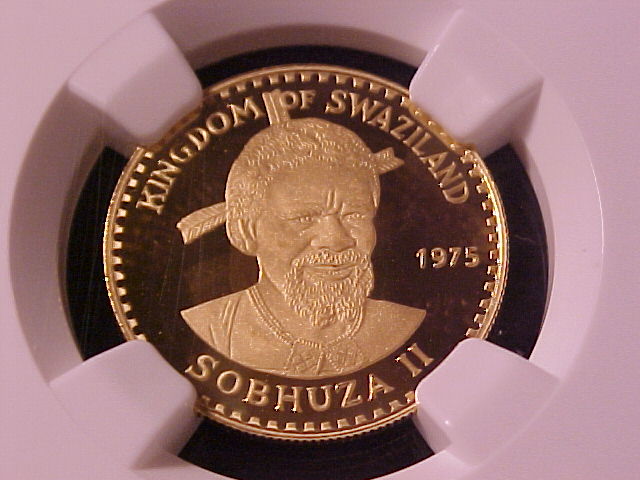 KINGDOM OF SWAZILAND
1975
SOBHUZA II